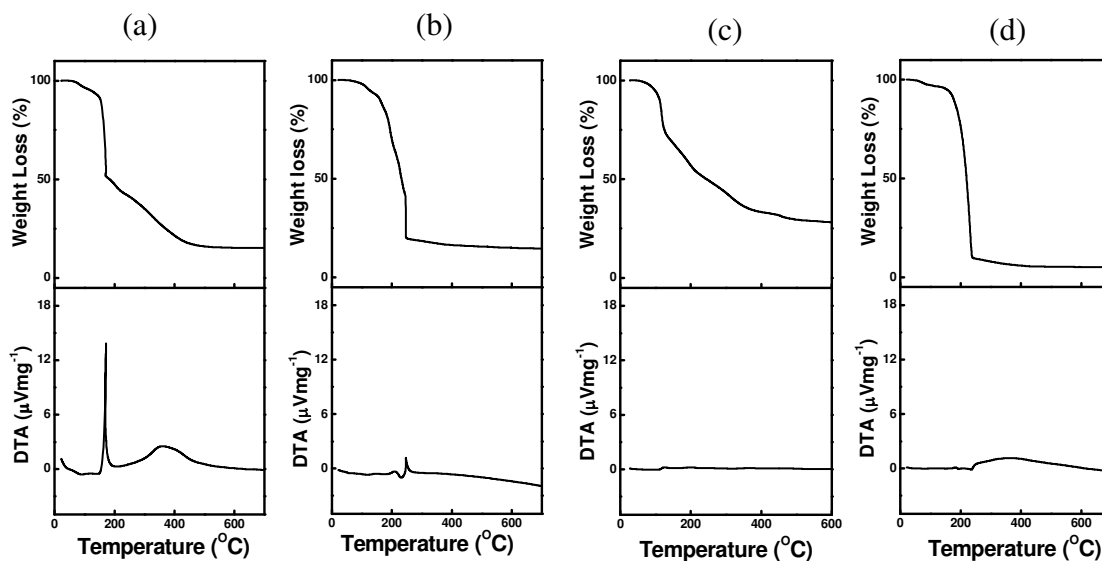 (a) (b) (c) (d)
Weight Loss (%) Weight loss (%) Weight Loss (%) Weight Loss (%)
100 100 100 100
50 50 50 50
0 0 0 0
DTA (μVmg⁻¹) DTA (μVmg⁻¹) DTA (μVmg⁻¹) DTA (μVmg⁻¹)
18 18 18 18
12 12 12 12
6 6 6 6
0 0 0 0
0 200 400 600 0 200 400 600 0 100 200 300 400 500 600 0 200 400 600
Temperature (°C) Temperature (°C) Temperature (°C) Temperature (°C)